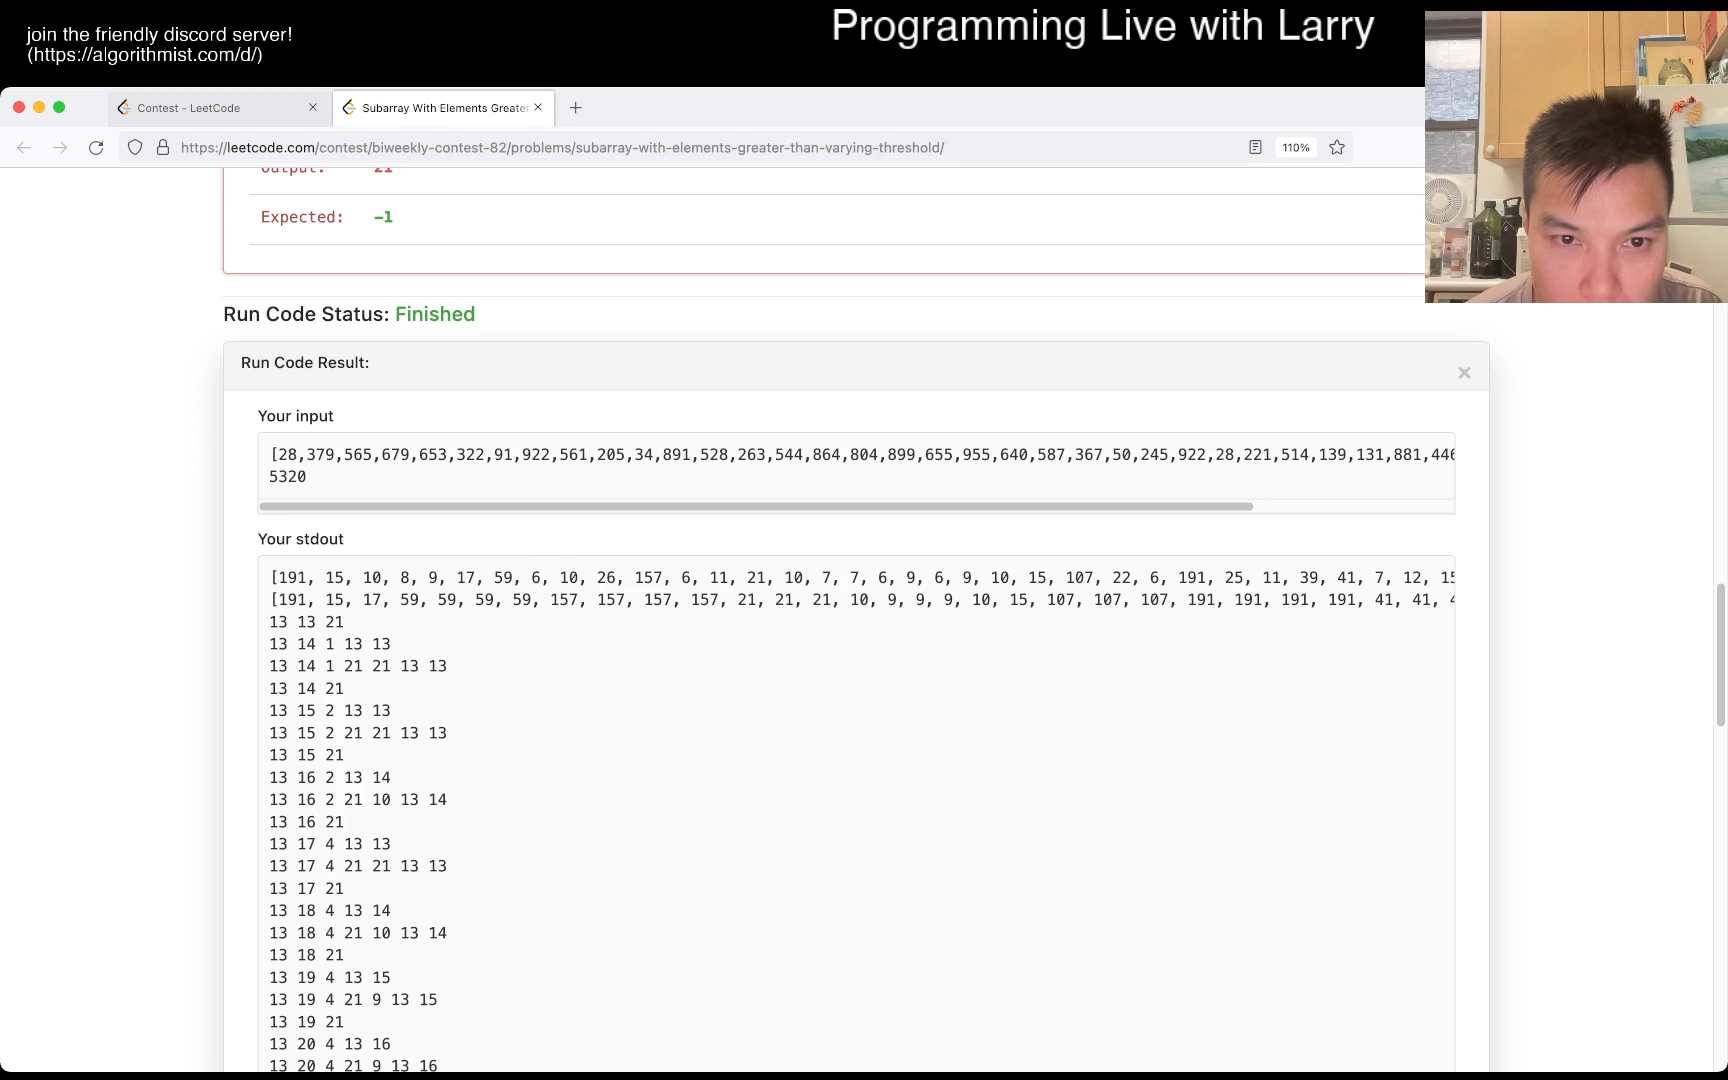 join the friendly discord server!
(https://algorithmist.com/d/)
Programming Live with Larry
Contest - LeetCode
Subarray With Elements Greater
https://leetcode.com/contest/biweekly-contest-82/problems/subarray-with-elements-greater-than-varying-threshold/
110%
Output: 21
Expected: -1
Run Code Status: Finished
Run Code Result:
Your input
[28,379,565,679,653,322,91,922,561,205,34,891,528,263,544,864,804,899,655,955,640,587,367,50,245,922,28,221,514,139,131,881,446
5320
Your stdout
[191, 15, 10, 8, 9, 17, 59, 6, 10, 26, 157, 6, 11, 21, 10, 7, 7, 6, 9, 6, 9, 10, 15, 107, 22, 6, 191, 25, 11, 39, 41, 7, 12, 15
[191, 15, 17, 59, 59, 59, 59, 157, 157, 157, 157, 21, 21, 21, 10, 9, 9, 9, 10, 15, 107, 107, 107, 191, 191, 191, 191, 41, 41, 4
13 13 21
13 14 1 13 13
13 14 1 21 21 13 13
13 14 21
13 15 2 13 13
13 15 2 21 21 13 13
13 15 21
13 16 2 13 14
13 16 2 21 10 13 14
13 16 21
13 17 4 13 13
13 17 4 21 21 13 13
13 17 21
13 18 4 13 14
13 18 4 21 10 13 14
13 18 21
13 19 4 13 15
13 19 4 21 9 13 15
13 19 21
13 20 4 13 16
13 20 4 21 9 13 16